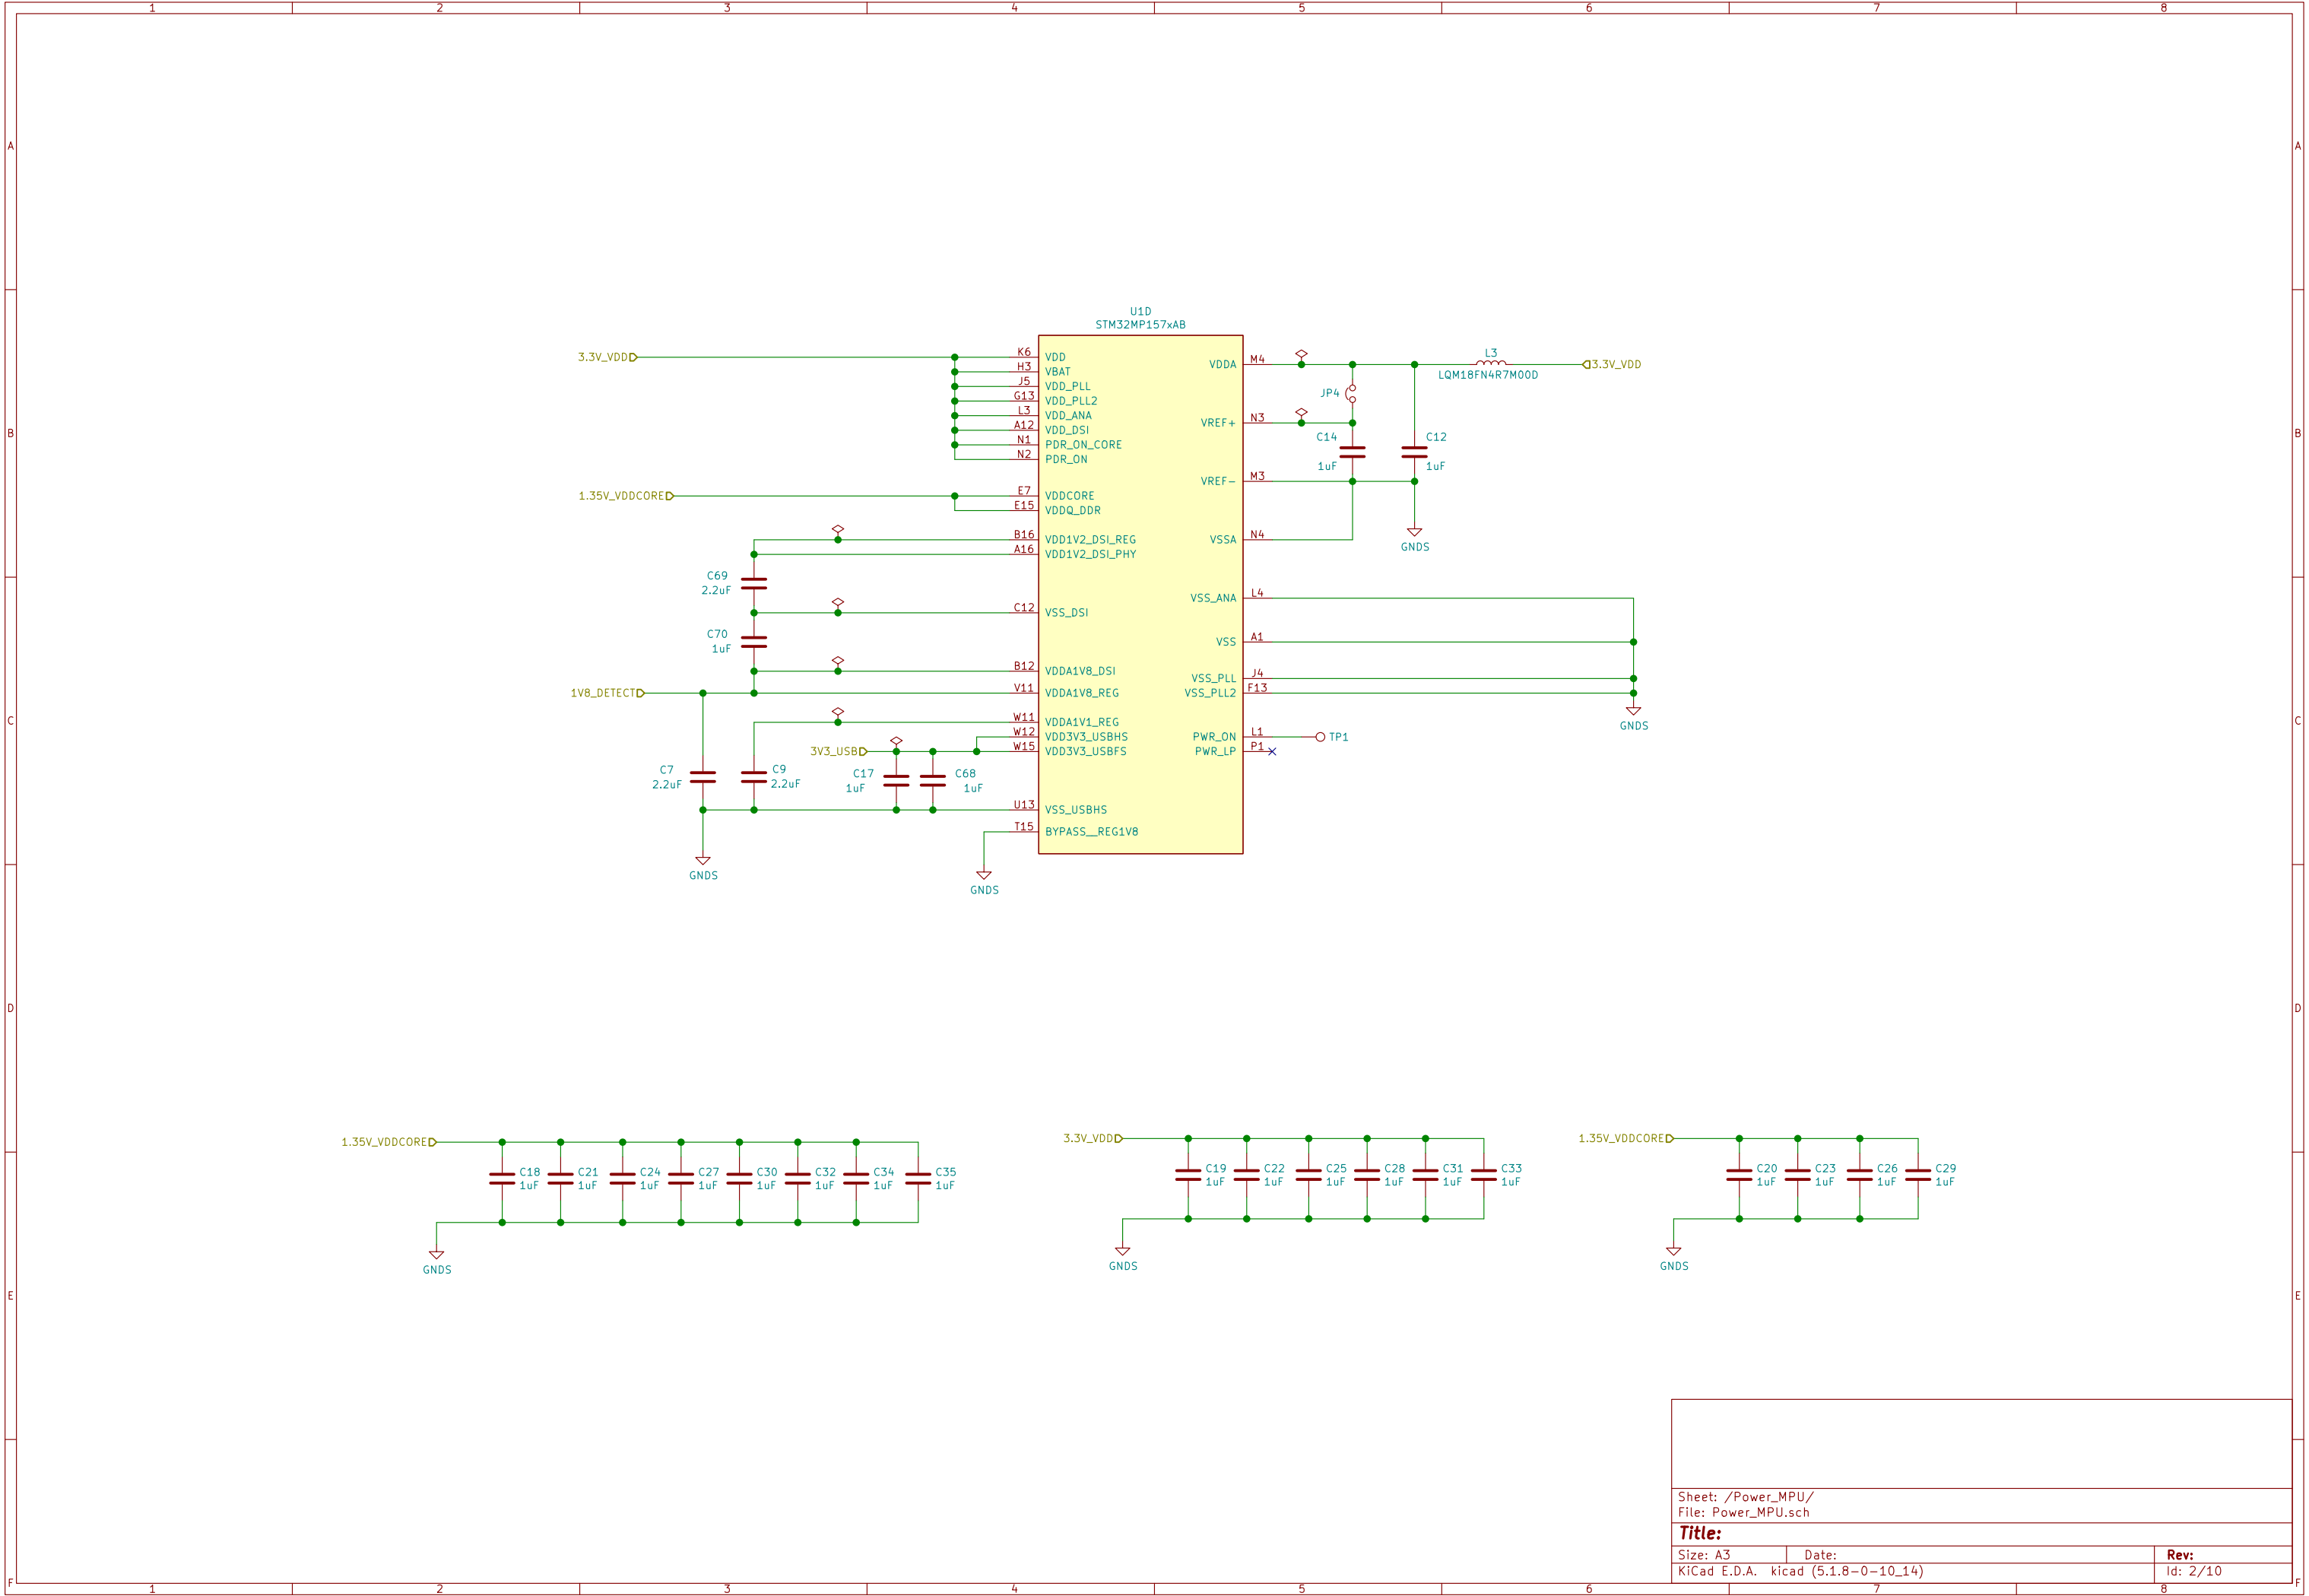 1 2 3 4 5 6 7 8
A A
B B
C C
D D
E E
F F
U1D
STM32MP157xAB
3.3V_VDD
K6 VDD
H3 VBAT
J5 VDD_PLL
G13 VDD_PLL2
L3 VDD_ANA
A12 VDD_DSI
N1 PDR_ON_CORE
N2 PDR_ON
1.35V_VDDCORE
E7 VDDCORE
E15 VDDQ_DDR
B16 VDD1V2_DSI_REG
A16 VDD1V2_DSI_PHY
C69
2.2uF
C12 VSS_DSI
C70
1uF
B12 VDDA1V8_DSI
1V8_DETECT
V11 VDDA1V8_REG
W11 VDDA1V1_REG
W12 VDD3V3_USBHS
3V3_USB
W15 VDD3V3_USBFS
C7
2.2uF
C9
2.2uF
C17
1uF
C68
1uF
U13 VSS_USBHS
T15 BYPASS__REG1V8
GNDS
GNDS
VDDA M4
L3
LQM18FN4R7M00D
3.3V_VDD
JP4
VREF+ N3
C14
1uF
C12
1uF
VREF- M3
VSSA N4
GNDS
VSS_ANA L4
VSS A1
VSS_PLL J4
VSS_PLL2 F13
GNDS
PWR_ON L1 TP1
PWR_LP P1
1.35V_VDDCORE
C18 C21 C24 C27 C30 C32 C34 C35
1uF 1uF 1uF 1uF 1uF 1uF 1uF 1uF
GNDS
3.3V_VDD
C19 C22 C25 C28 C31 C33
1uF 1uF 1uF 1uF 1uF 1uF
GNDS
1.35V_VDDCORE
C20 C23 C26 C29
1uF 1uF 1uF 1uF
GNDS
Sheet: /Power_MPU/
File: Power_MPU.sch
Title:
Size: A3 Date: Rev:
KiCad E.D.A. kicad (5.1.8-0-10_14) Id: 2/10
1 2 3 4 5 6 7 8